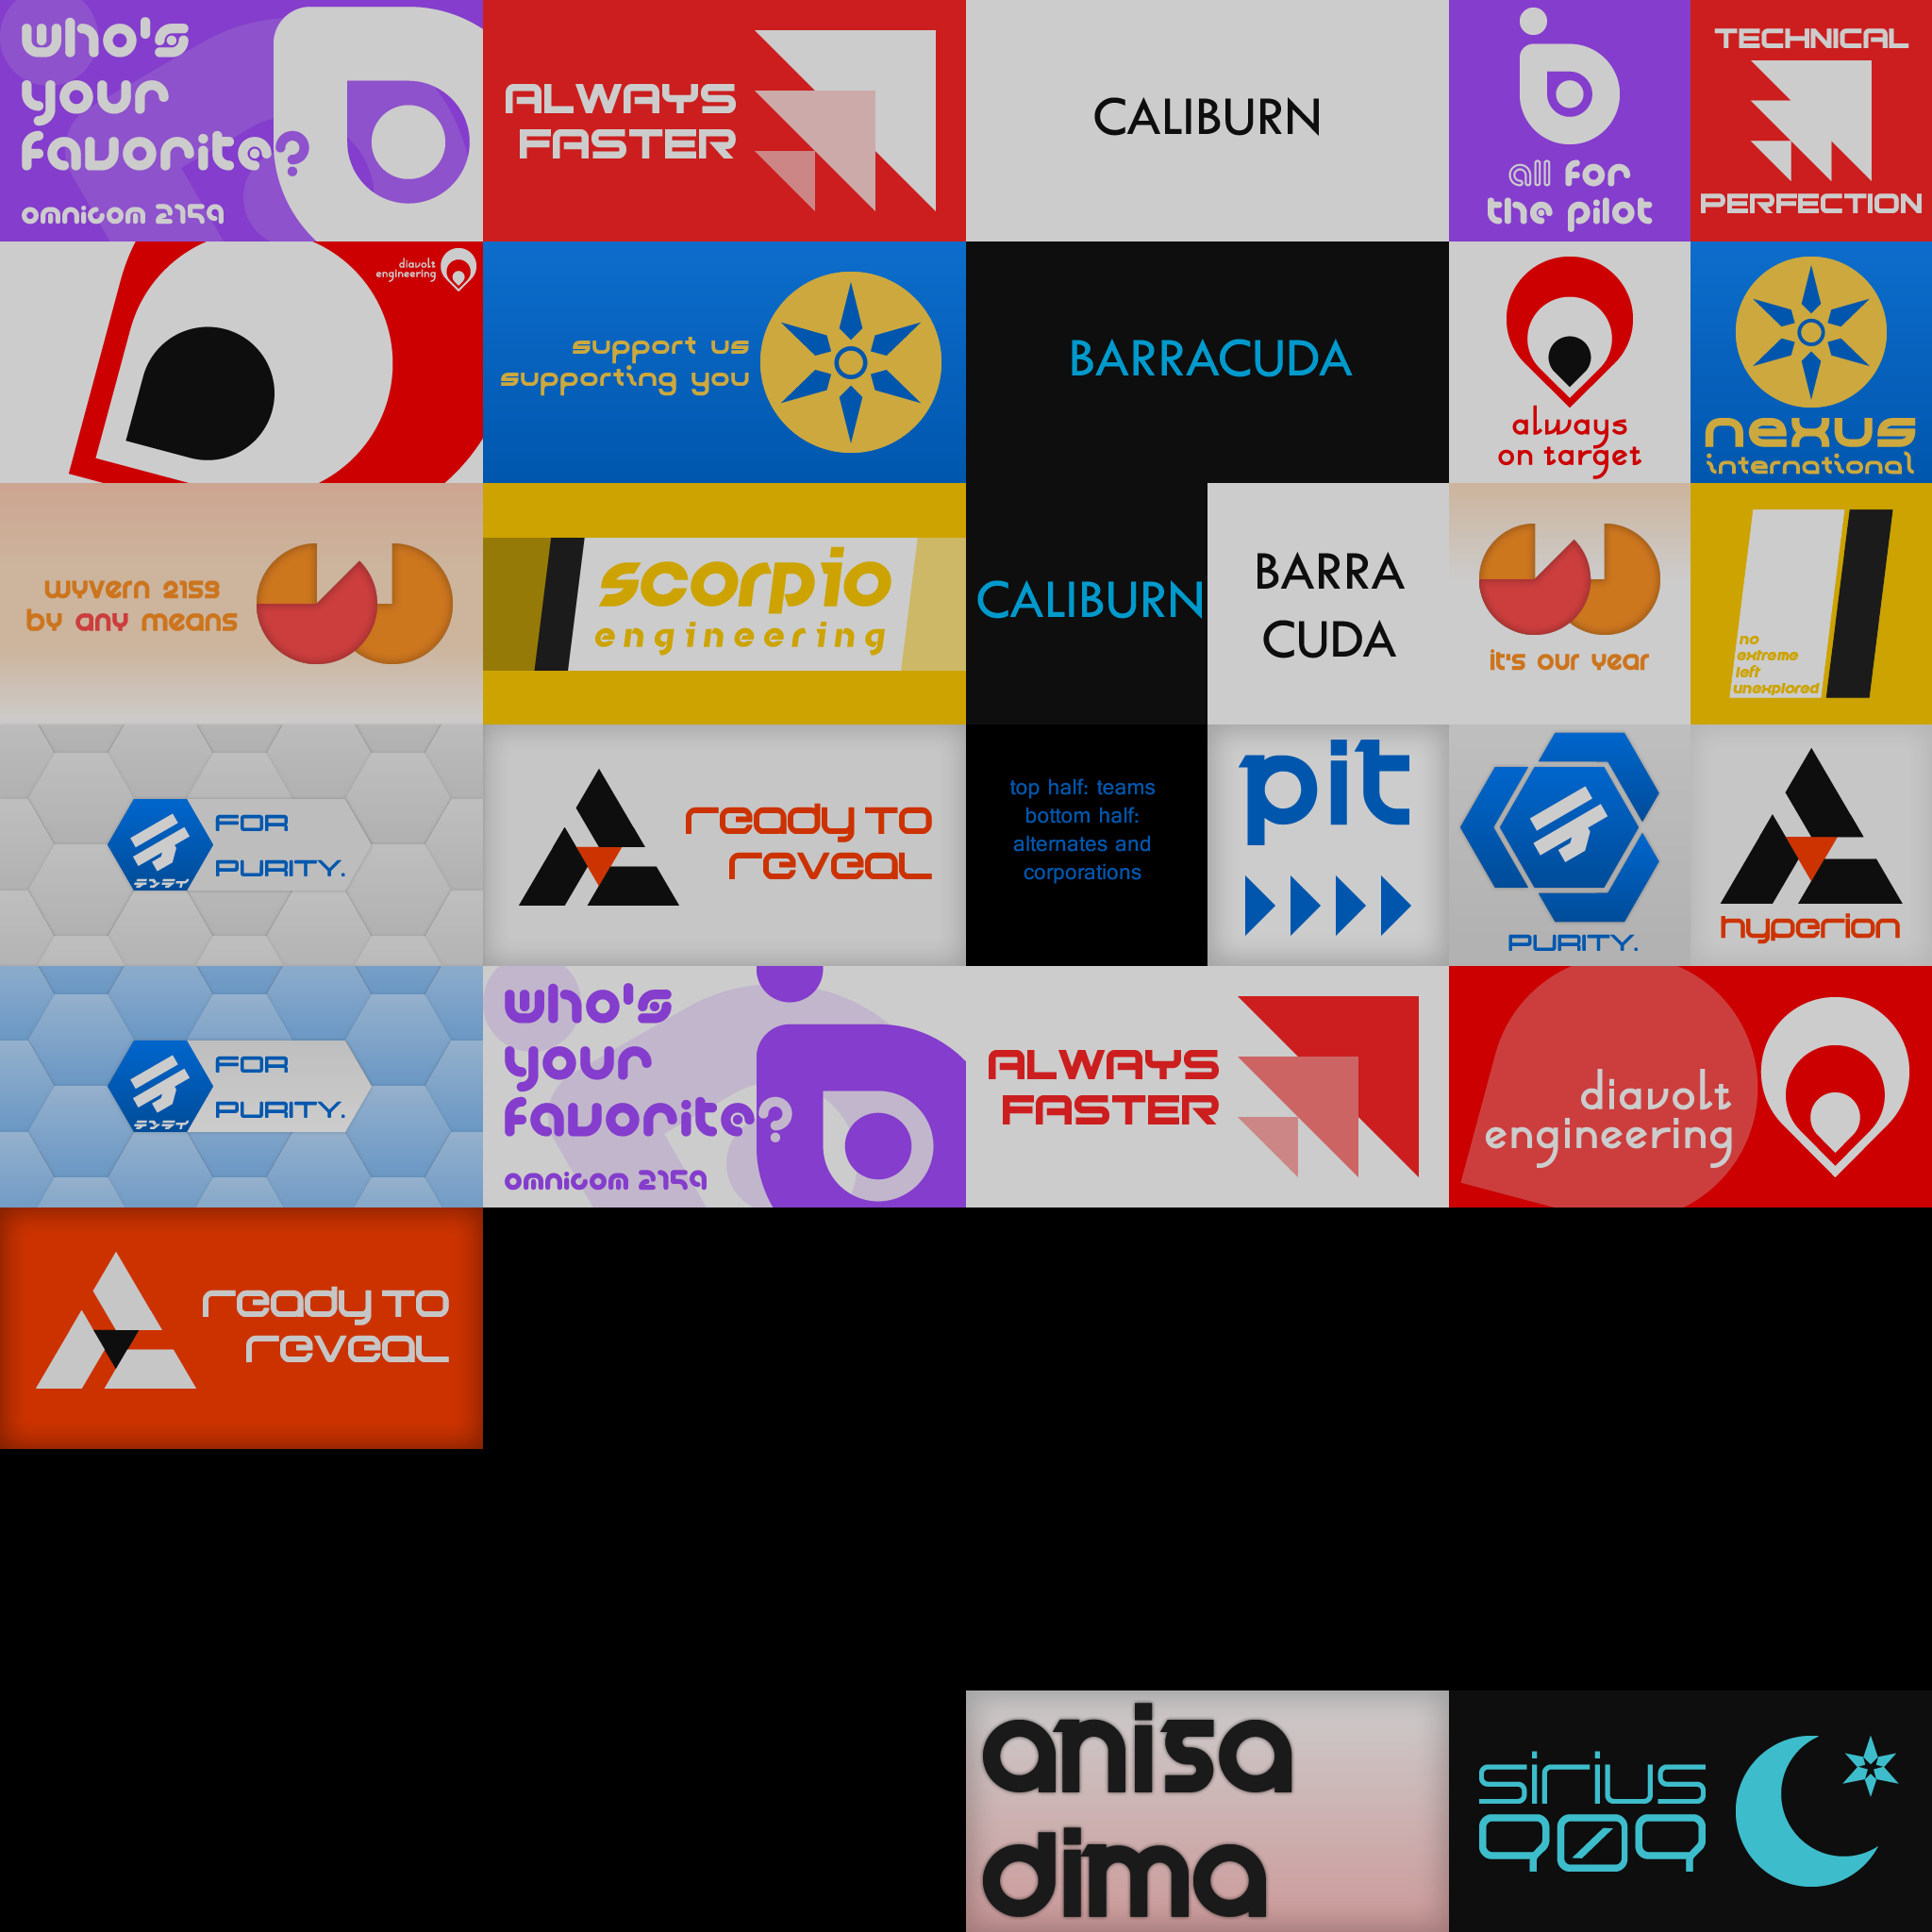 who's
your
favorite?
omnicom 2159
ALWAYS
FASTER
CALIBURN
all for
the pilot
TECHNICAL
PERFECTION
diavolt
engineering
support us
supporting you
BARRACUDA
always
on target
nexus
international
wyvern 2159
by any means
scorpio
engineering
CALIBURN
BARRA
CUDA
it's our year
no
extreme
left
unexplored
テンライ
FOR
PURITY.
ready to
reveal
top half: teams
bottom half:
alternates and
corporations
pit
PURITY.
hyperion
テンライ
FOR
PURITY.
who's
your
favorite?
omnicom 2159
ALWAYS
FASTER
diavolt
engineering
ready to
reveal
anisa
dima
sirius
909